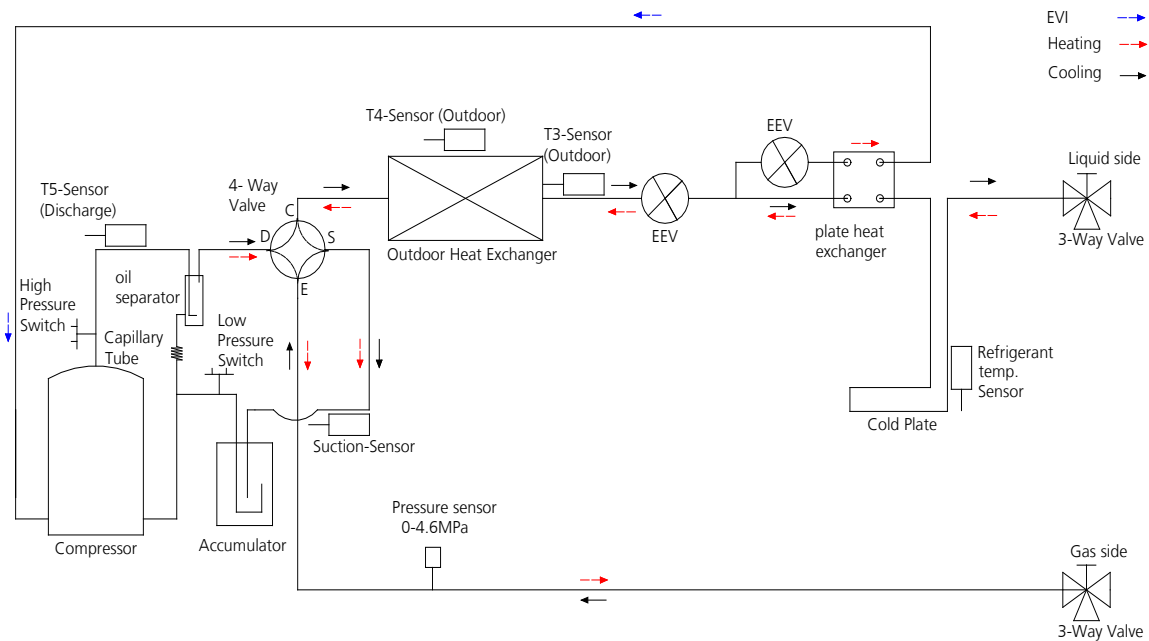 EVI
Heating
Cooling
T4-Sensor (Outdoor)
T3-Sensor
(Outdoor)
EEV
Liquid side
T5-Sensor
(Discharge)
4- Way
Valve
C
D
S
E
Outdoor Heat Exchanger
EEV
plate heat
exchanger
3-Way Valve
High
Pressure
Switch
oil
separator
Capillary
Tube
Low
Pressure
Switch
Refrigerant
temp.
Sensor
Cold Plate
Suction-Sensor
Compressor
Accumulator
Pressure sensor
0-4.6MPa
Gas side
3-Way Valve